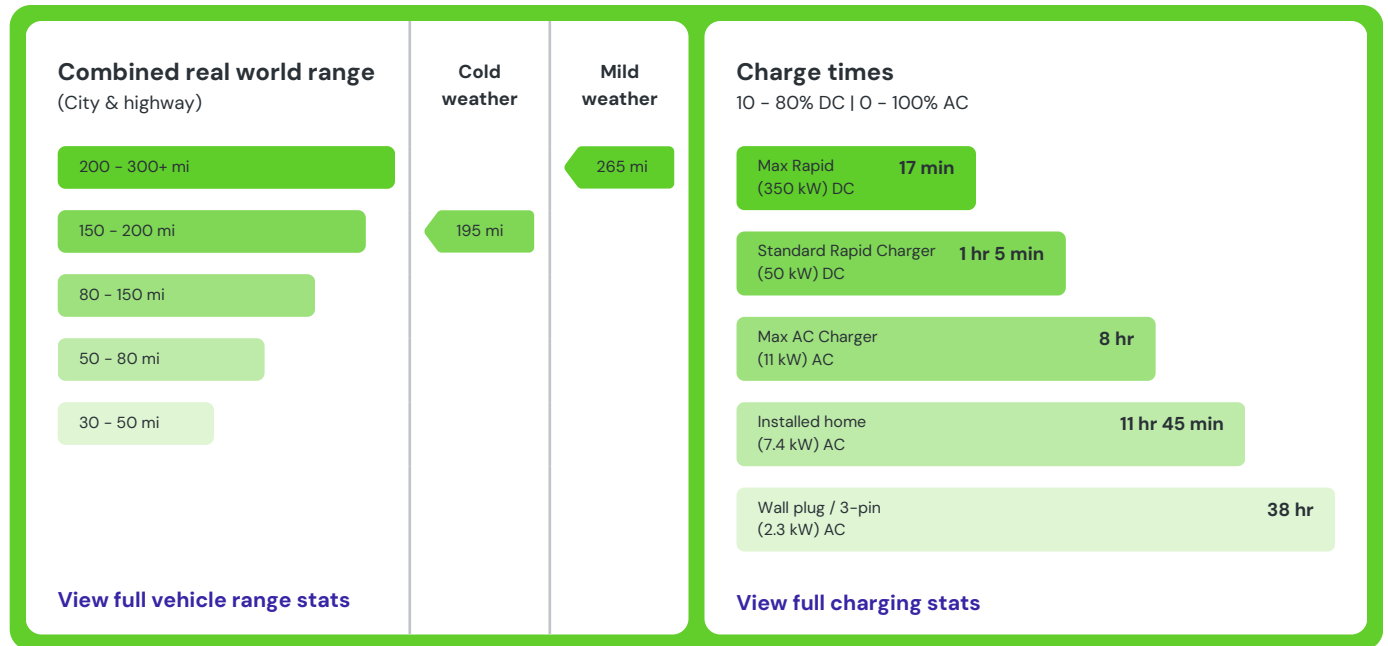 Combined real world range
(City & highway)
Cold
weather
Mild
weather
200 - 300+ mi
265 mi
150 - 200 mi
195 mi
80 - 150 mi
50 - 80 mi
30 - 50 mi
View full vehicle range stats
Charge times
10 - 80% DC | 0 - 100% AC
Max Rapid
(350 kW) DC
17 min
Standard Rapid Charger
(50 kW) DC
1 hr 5 min
Max AC Charger
(11 kW) AC
8 hr
Installed home
(7.4 kW) AC
11 hr 45 min
Wall plug / 3-pin
(2.3 kW) AC
38 hr
View full charging stats